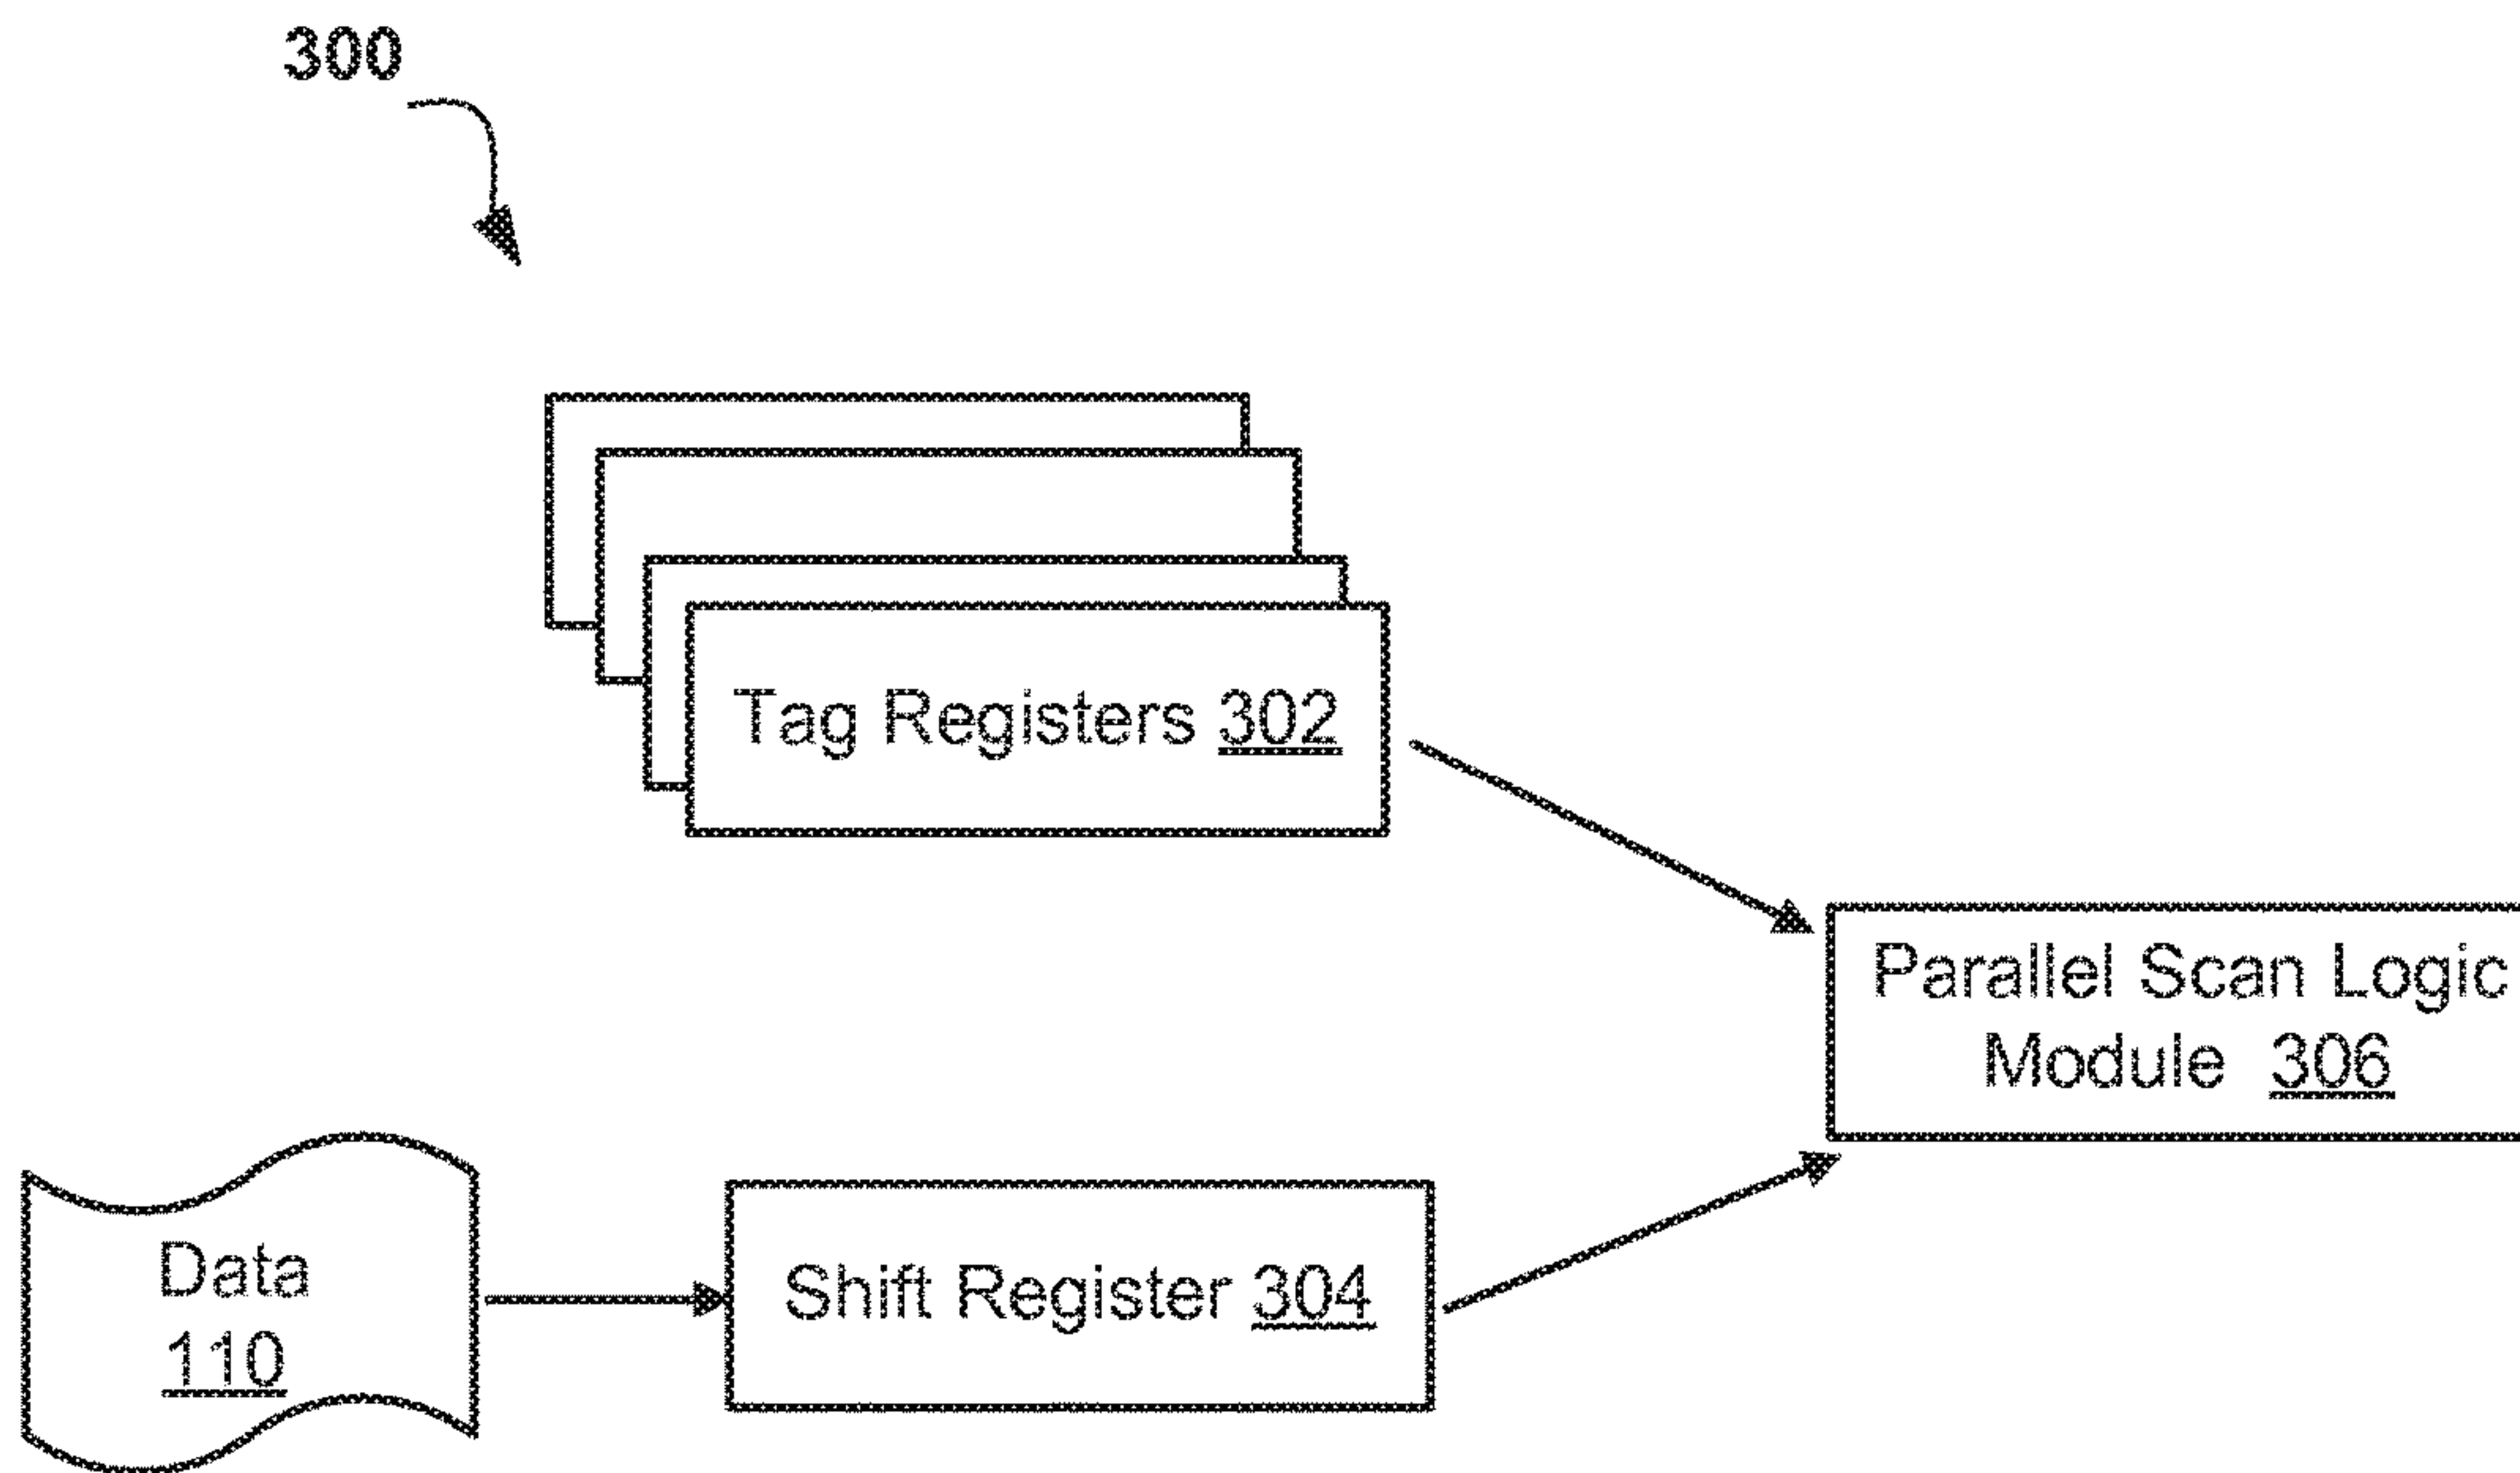 300
Tag Registers 302
Parallel Scan Logic
Module 306
Data
110
Shift Register 304